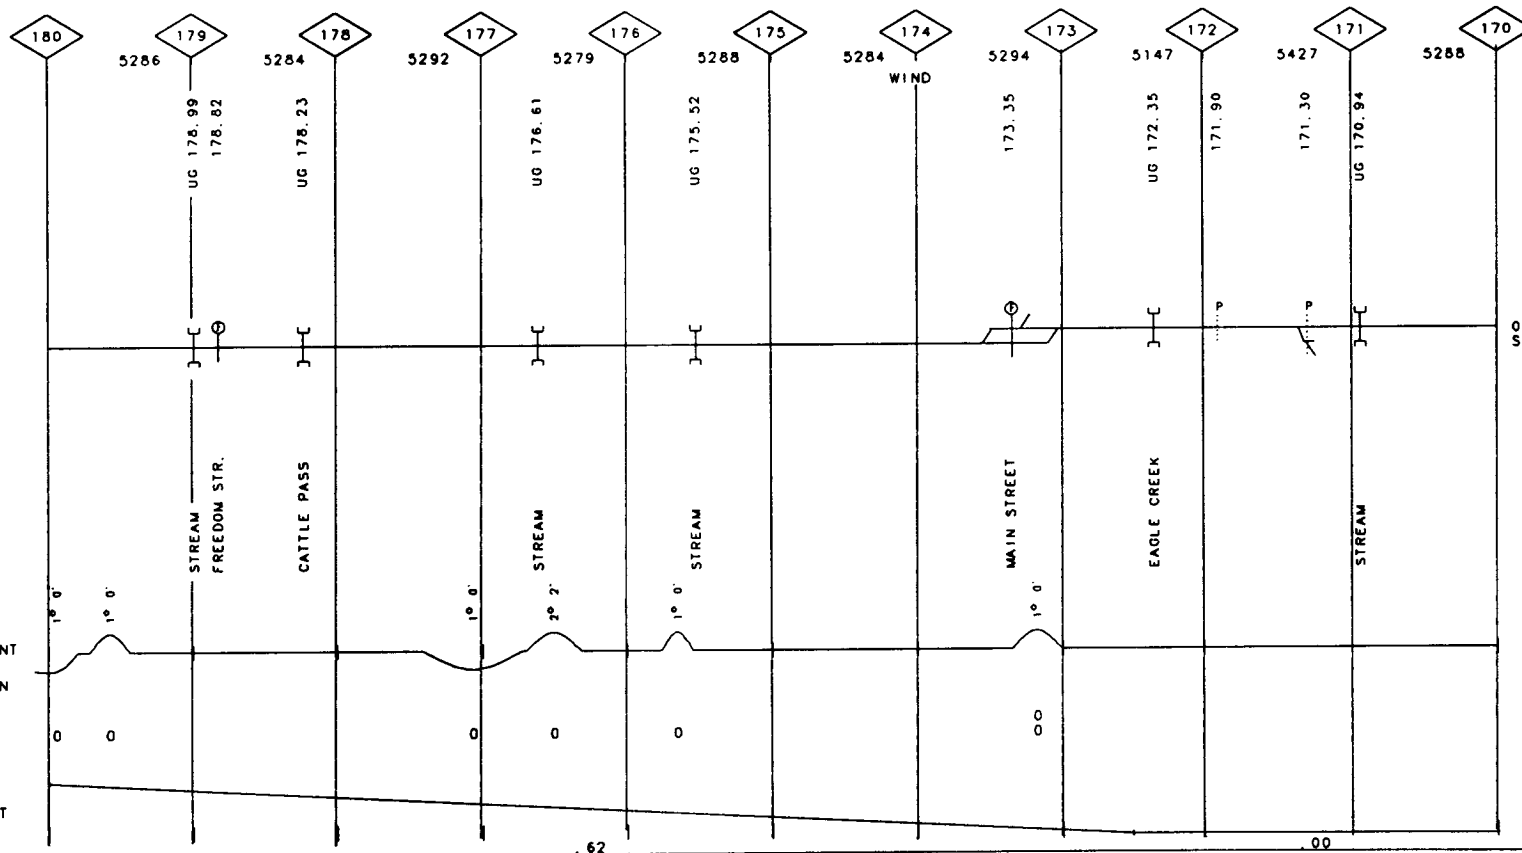 180 179 178 177 176 175 174 173 172 171 170
5286 5284 5292 5279 5288 5284 5294 5147 5427 5288
WIND
UG 178.99
178.82
UG 178.23
UG 176.61
UG 175.52
173.35
UG 172.35
171.90
171.30
UG 170.94
F
F
P
P
O
S
STREAM
FREEDOM STR.
CATTLE PASS
STREAM
STREAM
MAIN STREET
EAGLE CREEK
STREAM
1° 0'
1° 0'
1° 0'
2° 2'
1° 0'
1° 0'
NT
N
0 0 0 0 0 0
0
T
.62 .00